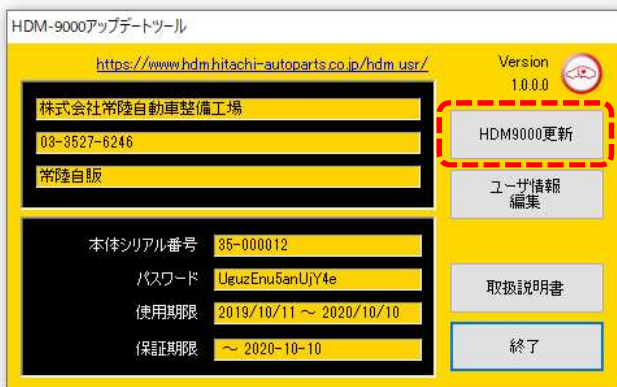 HDM-9000アップデートツール
https://www.hdm.hitachi-autoparts.co.jp/hdm_usr/
Version
1.0.0.0
株式会社常陸自動車整備工場
03-3527-6246
常陸自販
HDM9000更新
ユーザ情報
編集
本体シリアル番号 35-000012
パスワード UguzEnu5anUjY4e
使用期限 2019/10/11 ~ 2020/10/10
保証期限 ~ 2020-10-10
取扱説明書
終了